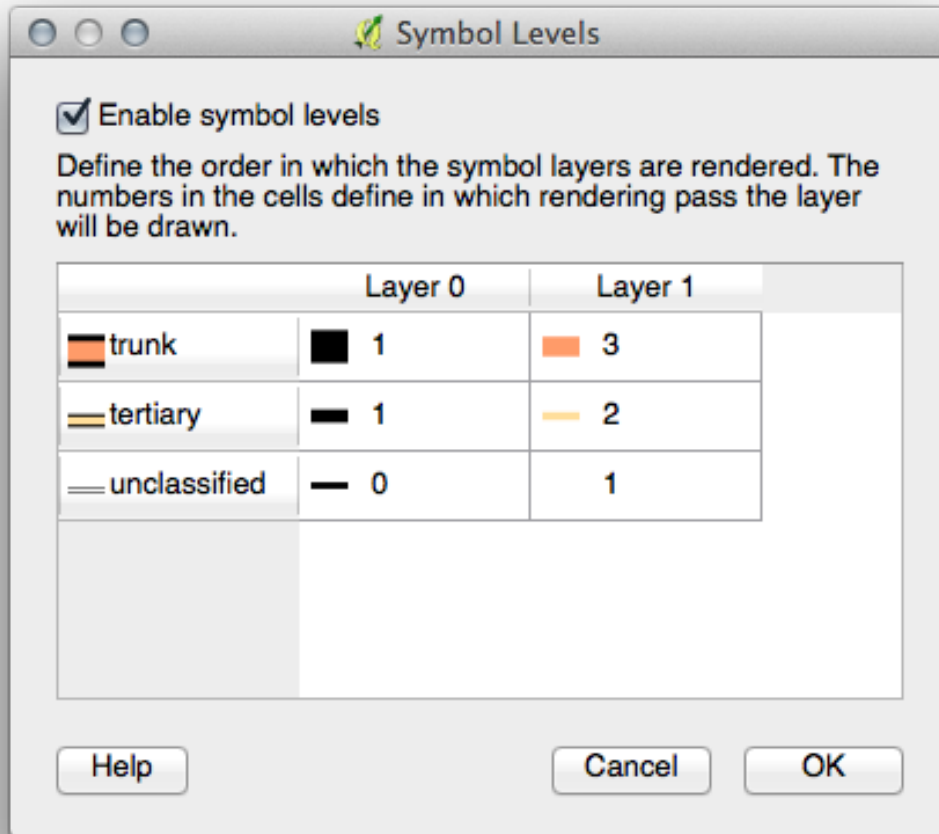 Symbol Levels
Enable symbol levels
Define the order in which the symbol layers are rendered. The
numbers in the cells define in which rendering pass the layer
will be drawn.
Layer 0 Layer 1
trunk 1 3
tertiary 1 2
unclassified 0 1
Help Cancel OK